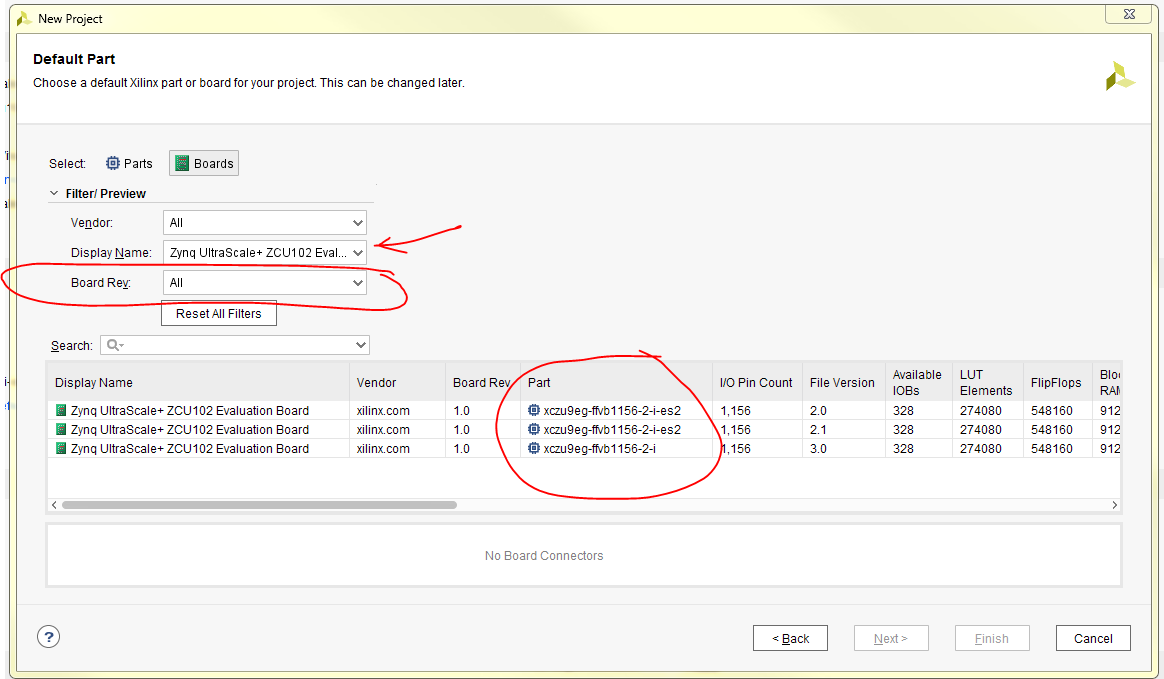 New Project
Default Part
Choose a default Xilinx part or board for your project. This can be changed later.
Select: Parts Boards
Filter/ Preview
Vendor: All
Display Name: Zynq UltraScale+ ZCU102 Eval...
Board Rev: All
Reset All Filters
Search:
Display Name Vendor Board Rev Part I/O Pin Count File Version Available IOBs LUT Elements FlipFlops Bloc RAM
Zynq UltraScale+ ZCU102 Evaluation Board xilinx.com 1.0 xczu9eg-ffvb1156-2-i-es2 1,156 2.0 328 274080 548160 912
Zynq UltraScale+ ZCU102 Evaluation Board xilinx.com 1.0 xczu9eg-ffvb1156-2-i-es2 1,156 2.1 328 274080 548160 912
Zynq UltraScale+ ZCU102 Evaluation Board xilinx.com 1.0 xczu9eg-ffvb1156-2-i 1,156 3.0 328 274080 548160 912
No Board Connectors
? < Back Next > Finish Cancel